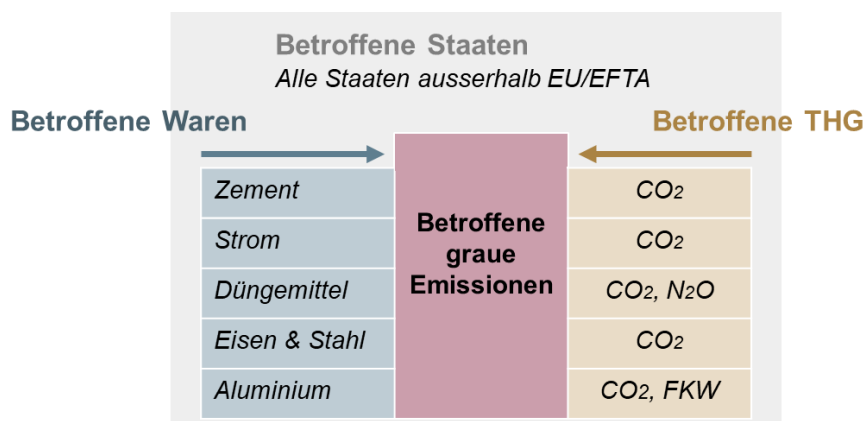 Betroffene Staaten
Alle Staaten ausserhalb EU/EFTA
Betroffene Waren
Betroffene THG
Zement
Strom
Düngemittel
Eisen & Stahl
Aluminium
Betroffene
graue
Emissionen
CO2
CO2
CO2, N2O
CO2
CO2, FKW